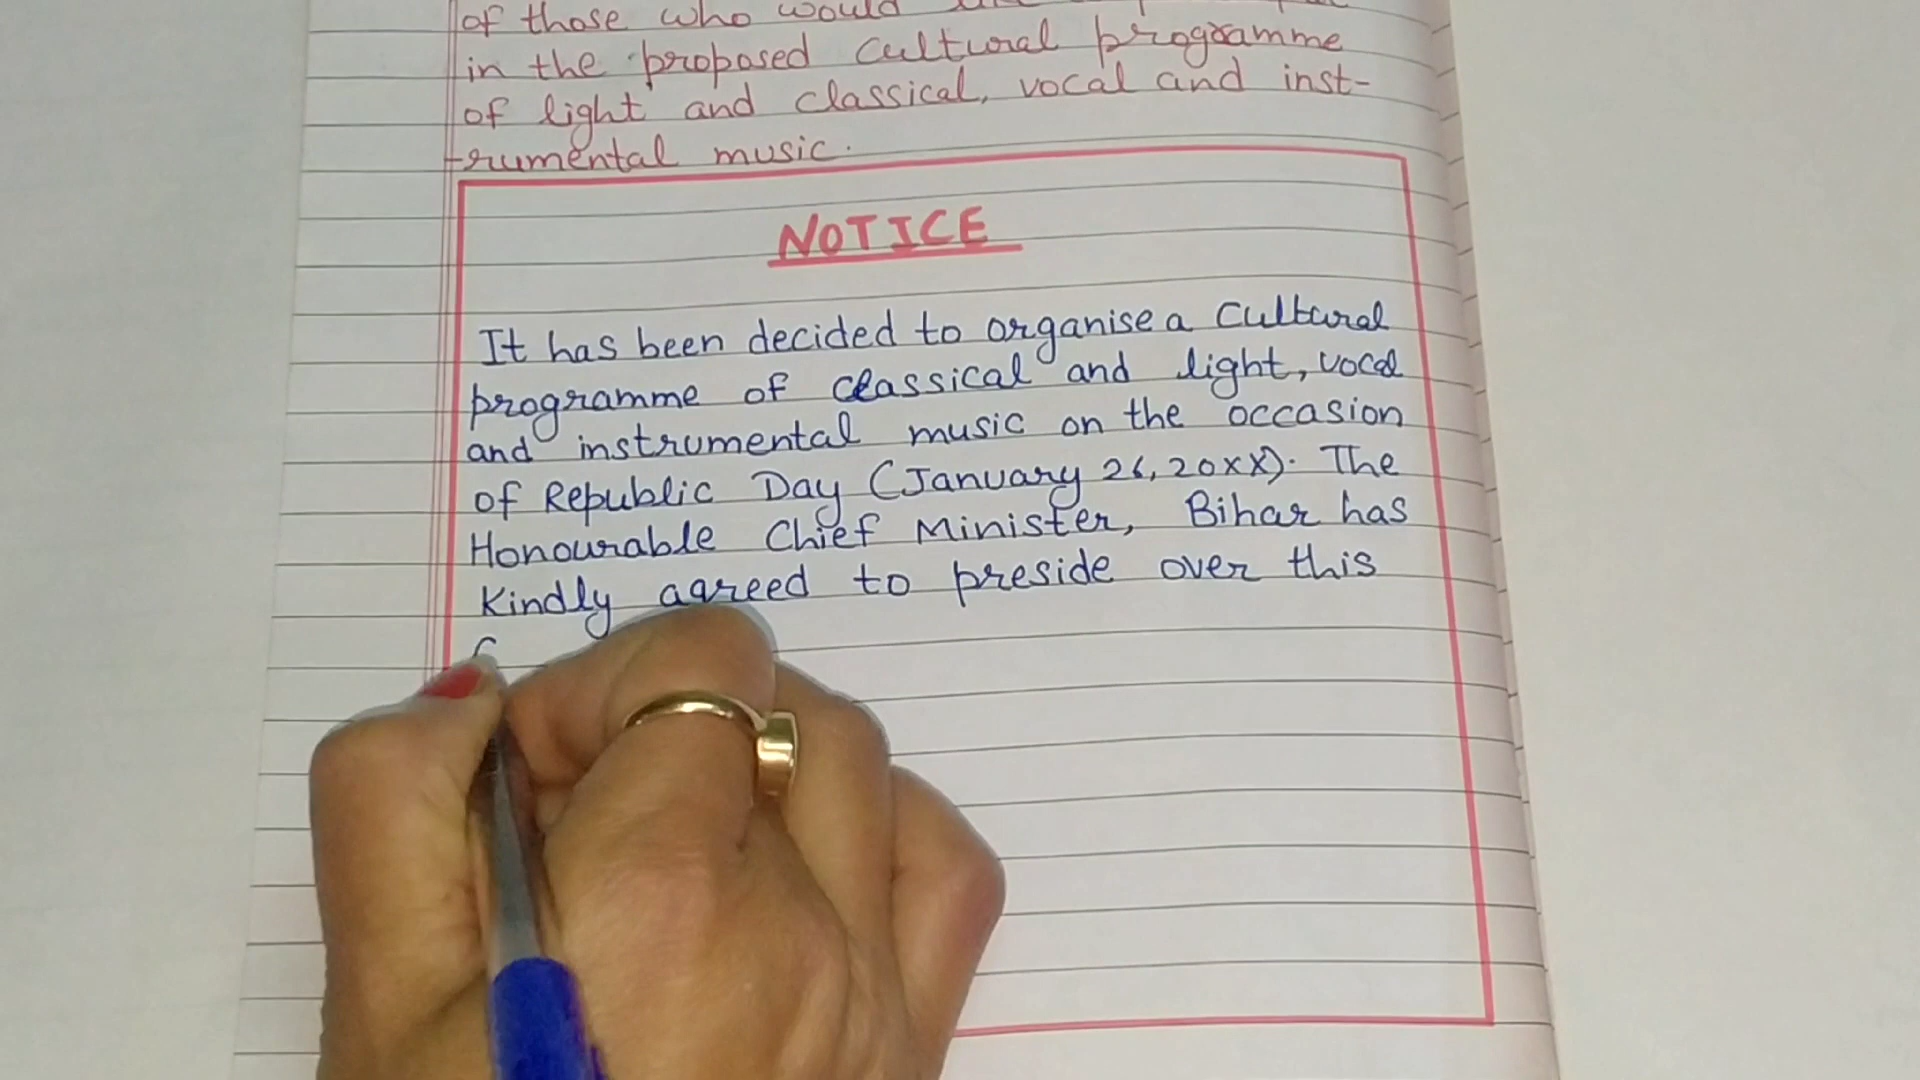 of those who would
in the proposed Cultural programme
of light and classical, vocal and inst-
-rumental music.
NOTICE
It has been decided to organise a Cultural
programme of classical and light, vocal
and instrumental music on the occasion
of Republic Day (January 26, 20XX). The
Honourable Chief Minister, Bihar has
Kindly agreed to preside over this